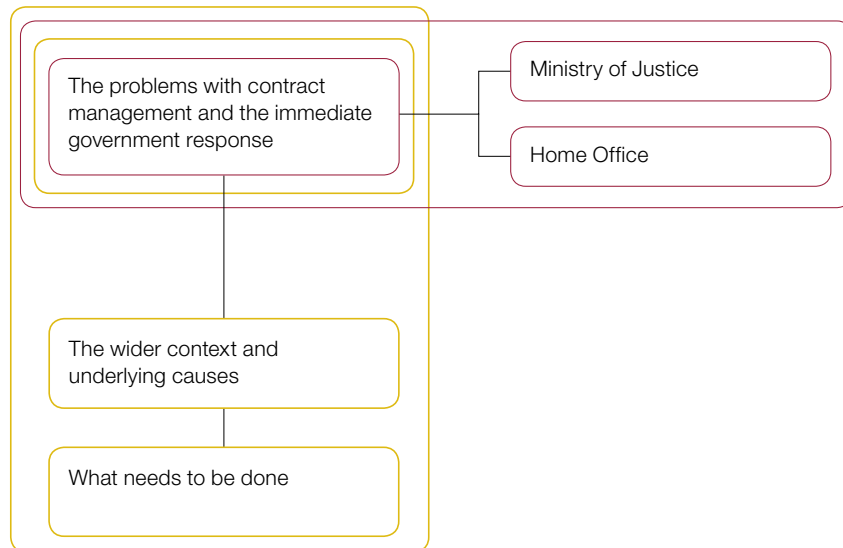 The problems with contract
management and the immediate
government response
Ministry of Justice
Home Office
The wider context and
underlying causes
What needs to be done